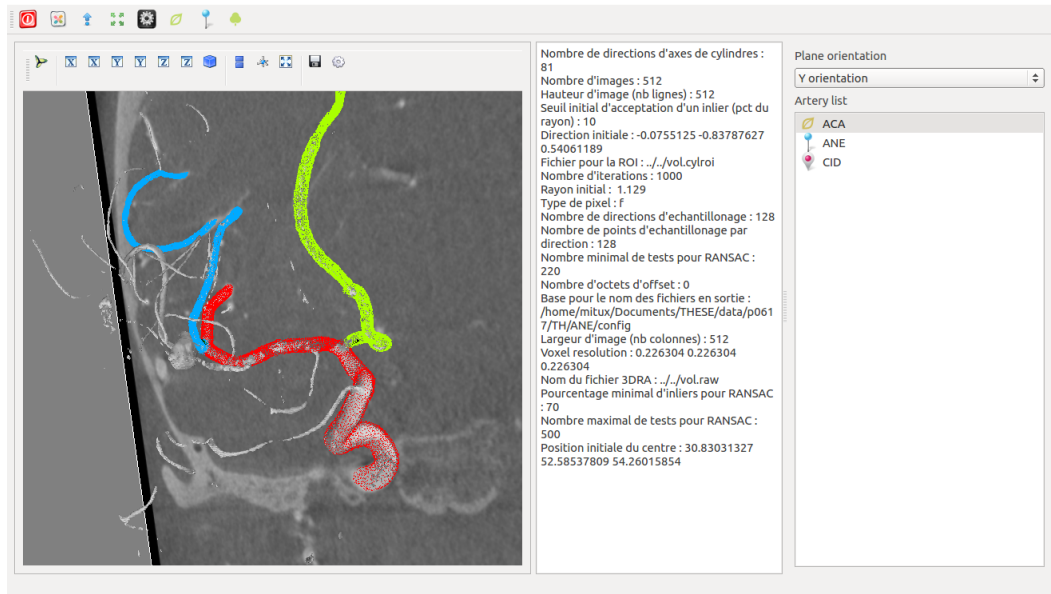 X X Y Y Z Z
Nombre de directions d'axes de cylindres :
81
Nombre d'images : 512
Hauteur d'image (nb lignes) : 512
Seuil initial d'acceptation d'un inlier (pct du
rayon) : 10
Direction initiale : -0.0755125 -0.83787627
0.54061189
Fichier pour la ROI : ../../vol.cylroi
Nombre d'iterations : 1000
Rayon initial :  1.129
Type de pixel : f
Nombre de directions d'echantillonage : 128
Nombre de points d'echantillonage par
direction : 128
Nombre minimal de tests pour RANSAC :
220
Nombre d'octets d'offset : 0
Base pour le nom des fichiers en sortie :
/home/mitux/Documents/THESE/data/p061
7/TH/ANE/config
Largeur d'image (nb colonnes) : 512
Voxel resolution : 0.226304 0.226304
0.226304
Nom du fichier 3DRA : ../../vol.raw
Pourcentage minimal d'inliers pour RANSAC
: 70
Nombre maximal de tests pour RANSAC :
500
Position initiale du centre : 30.83031327
52.58537809 54.26015854
Plane orientation
Y orientation
Artery list
ACA
ANE
CID